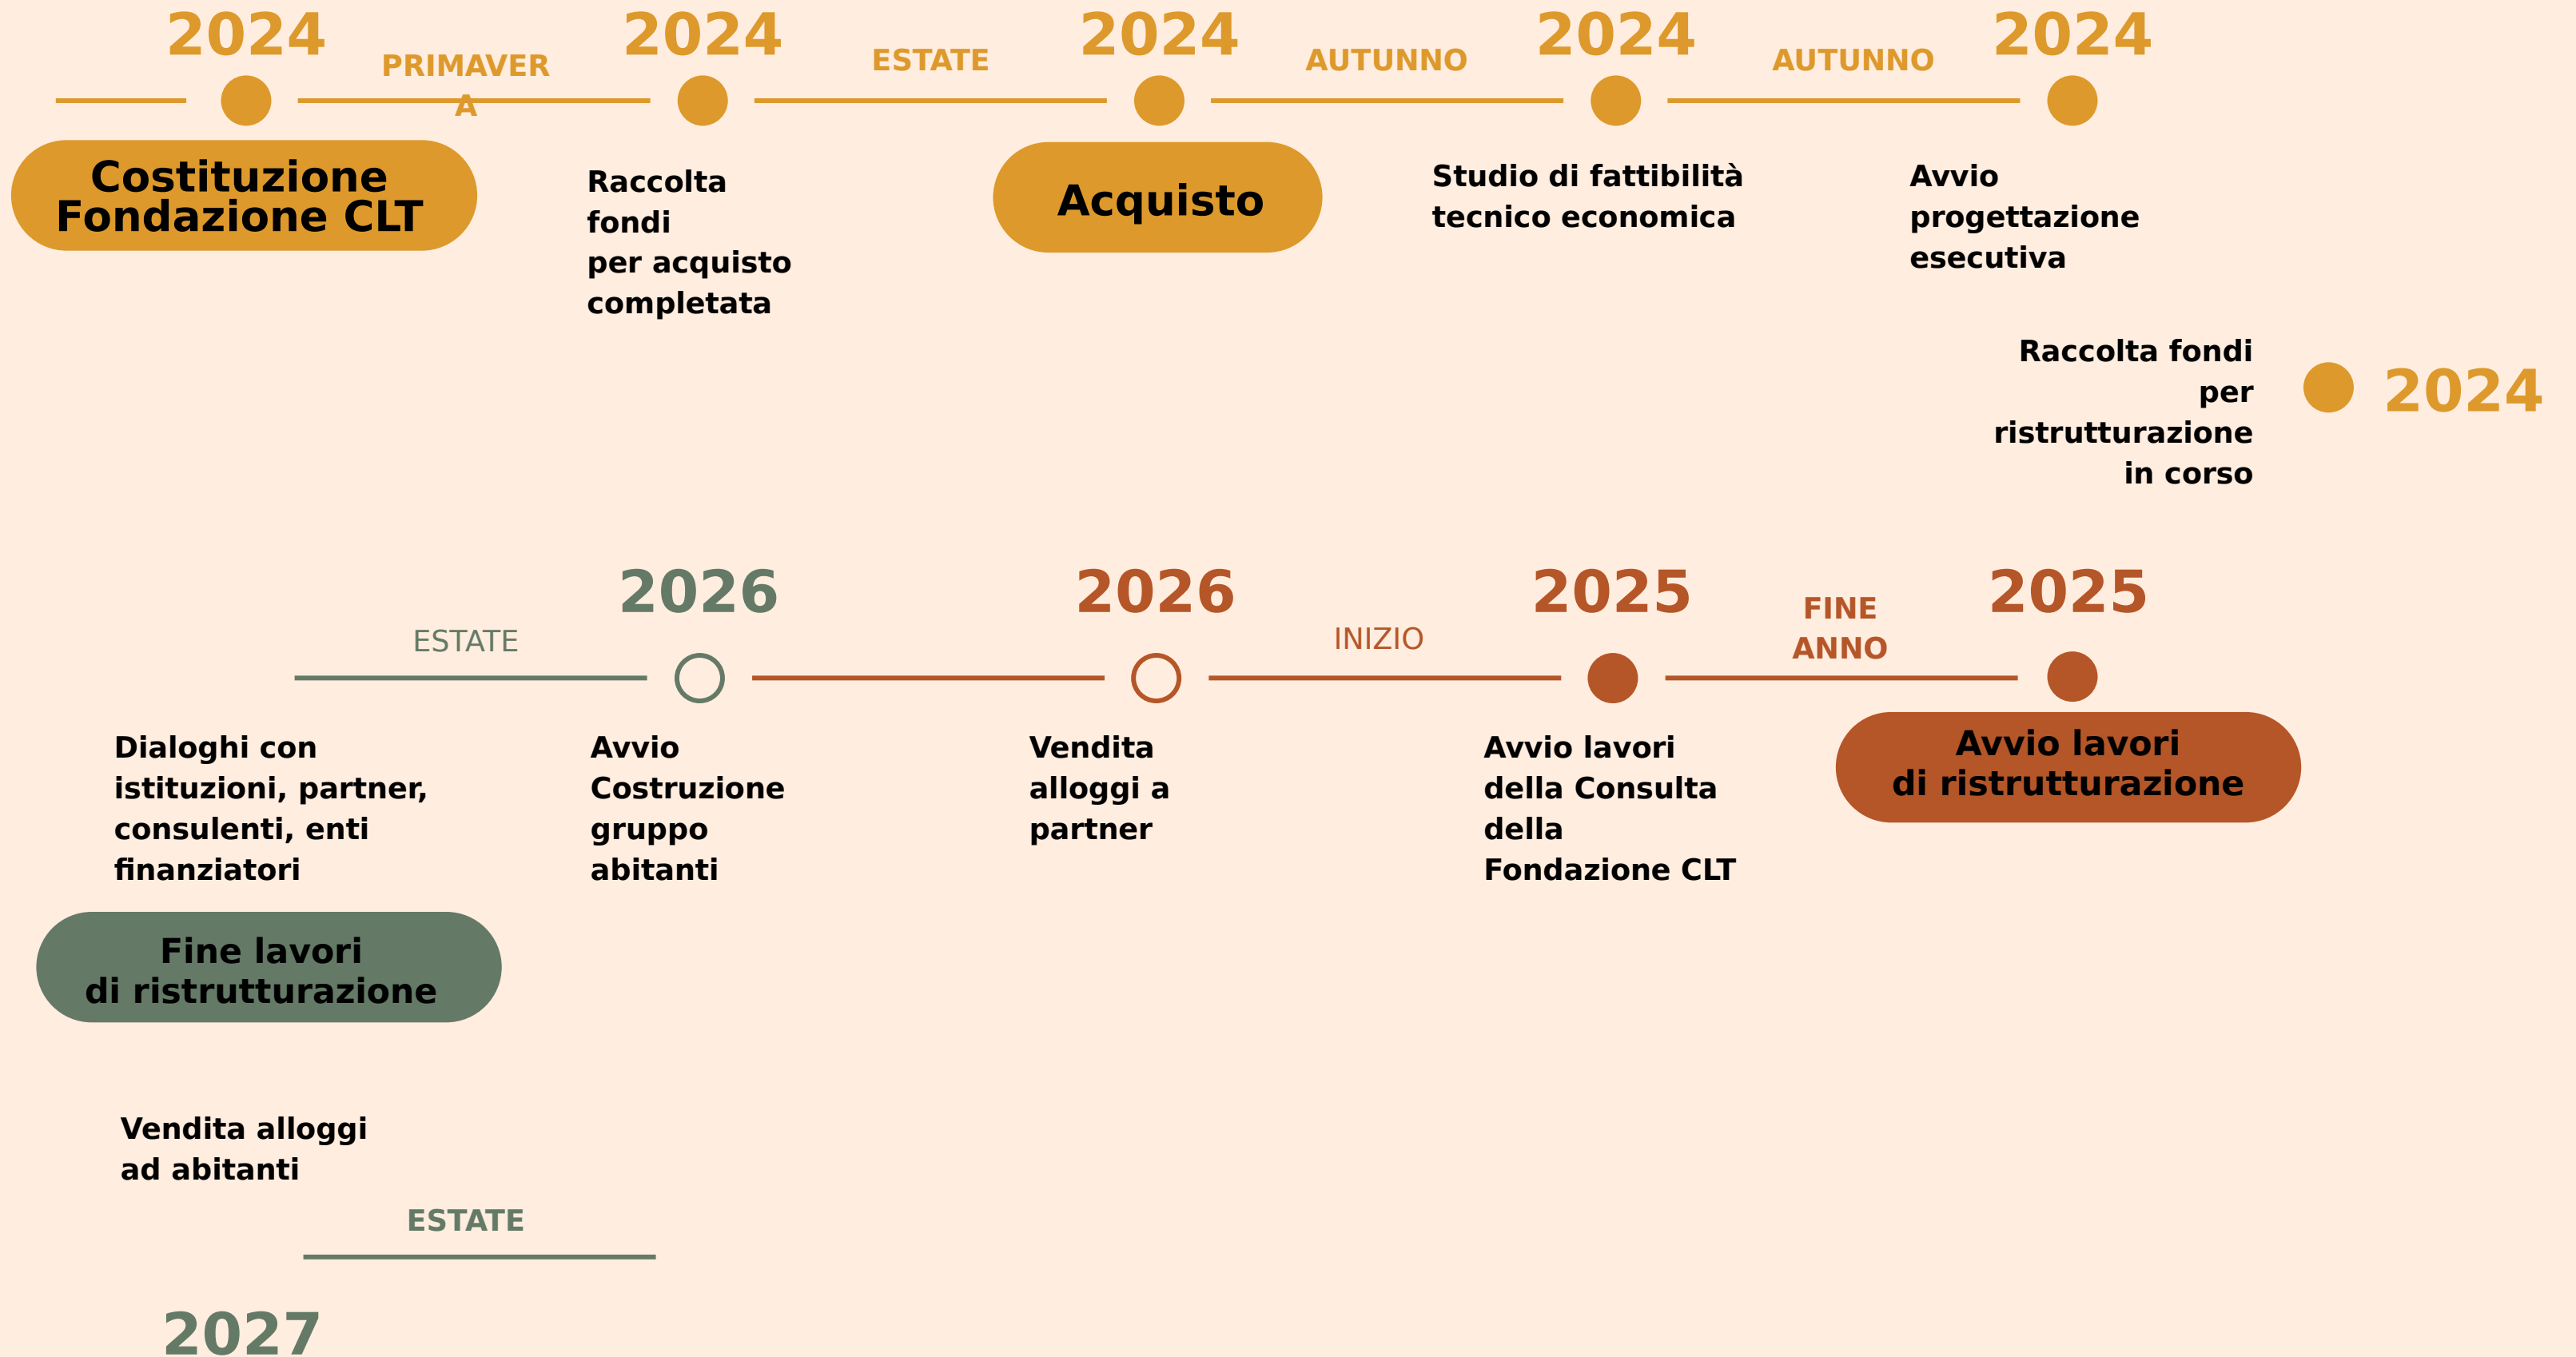 2024
PRIMAVER
A
2024
ESTATE
2024
AUTUNNO
2024
AUTUNNO
2024
Costituzione
Fondazione CLT
Raccolta
fondi
per acquisto
completata
Acquisto
Studio di fattibilità
tecnico economica
Avvio
progettazione
esecutiva
Raccolta fondi
per
ristrutturazione
in corso
2024
ESTATE
2026
2026
INIZIO
2025
FINE
ANNO
2025
Dialoghi con
istituzioni, partner,
consulenti, enti
finanziatori
Avvio
Costruzione
gruppo
abitanti
Vendita
alloggi a
partner
Avvio lavori
della Consulta
della
Fondazione CLT
Avvio lavori
di ristrutturazione
Fine lavori
di ristrutturazione
Vendita alloggi
ad abitanti
ESTATE
2027